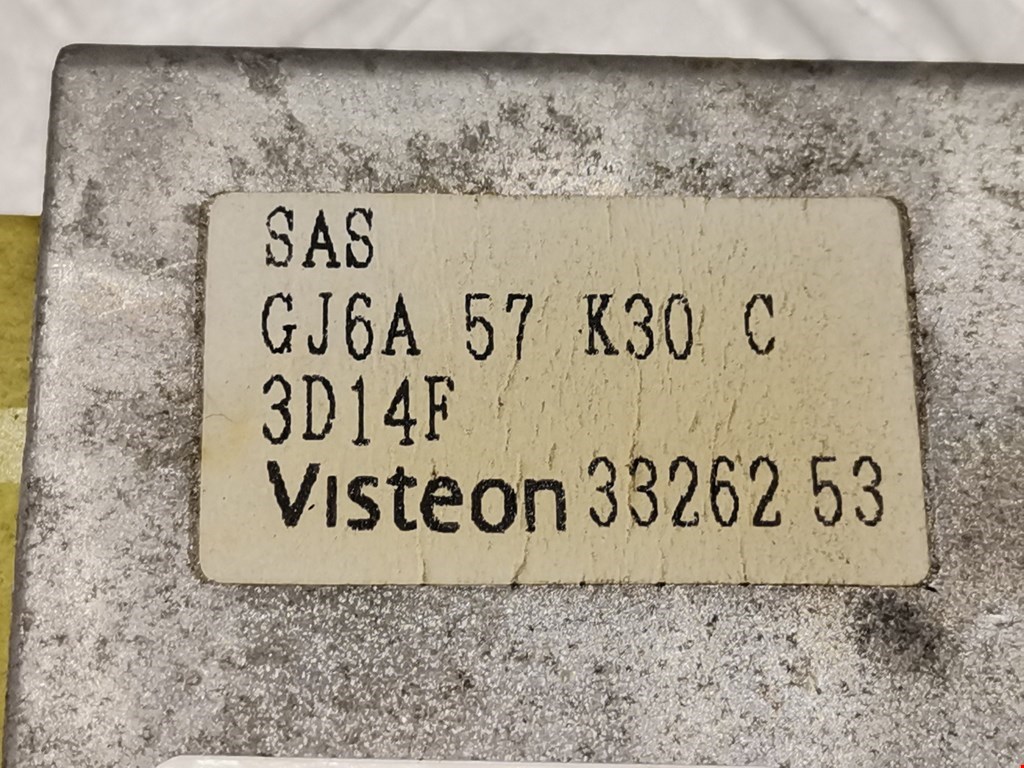 SAS
GJ6A 57 K30 C
3D14F
Visteon 33262 53